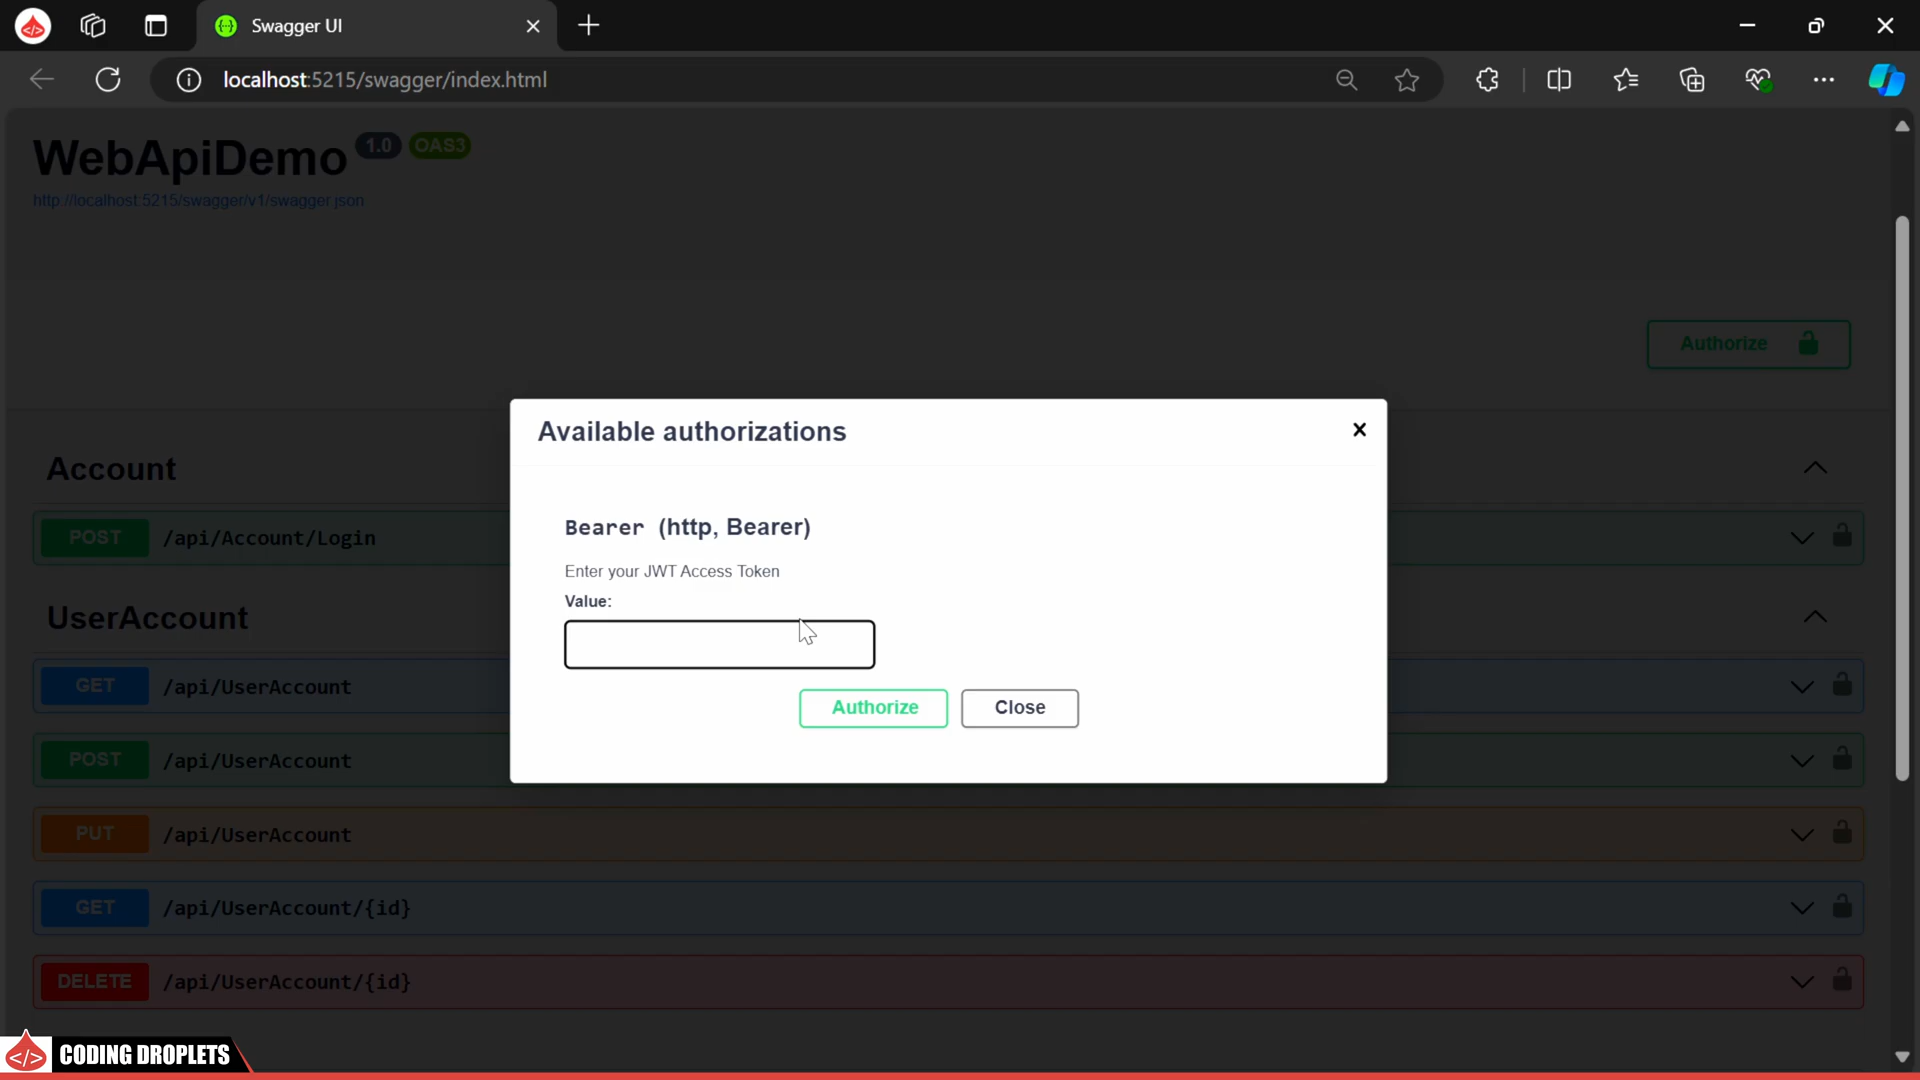 Swagger UI
localhost:5215/swagger/index.html
WebApiDemo 1.0 OAS3
http://localhost:5215/swagger/v1/swagger.json
Authorize
Available authorizations
Account
POST /api/Account/Login
Bearer (http, Bearer)
Enter your JWT Access Token
Value:
UserAccount
GET /api/UserAccount
Authorize Close
POST /api/UserAccount
PUT /api/UserAccount
GET /api/UserAccount/{id}
DELETE /api/UserAccount/{id}
CODING DROPLETS